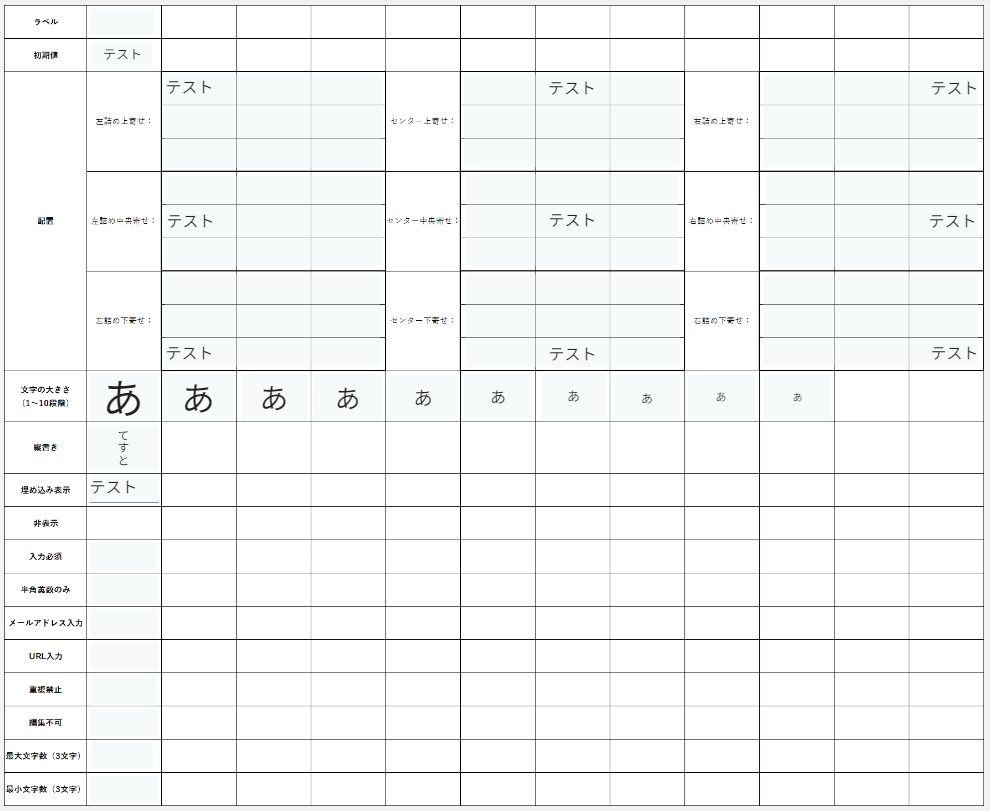 ラベル
初期値 テスト
配置
左詰め上寄せ： テスト センター上寄せ： テスト 右詰め上寄せ： テスト
左詰め中央寄せ： テスト センター中央寄せ： テスト 右詰め中央寄せ： テスト
左詰め下寄せ： テスト センター下寄せ： テスト 右詰め下寄せ： テスト
文字の大きさ
（1～10段階）
あ あ あ あ あ あ あ あ あ あ
縦書き てすと
埋め込み表示 テスト
非表示
入力必須
半角英数のみ
メールアドレス入力
URL入力
重複禁止
編集不可
最大文字数（3文字）
最小文字数（3文字）